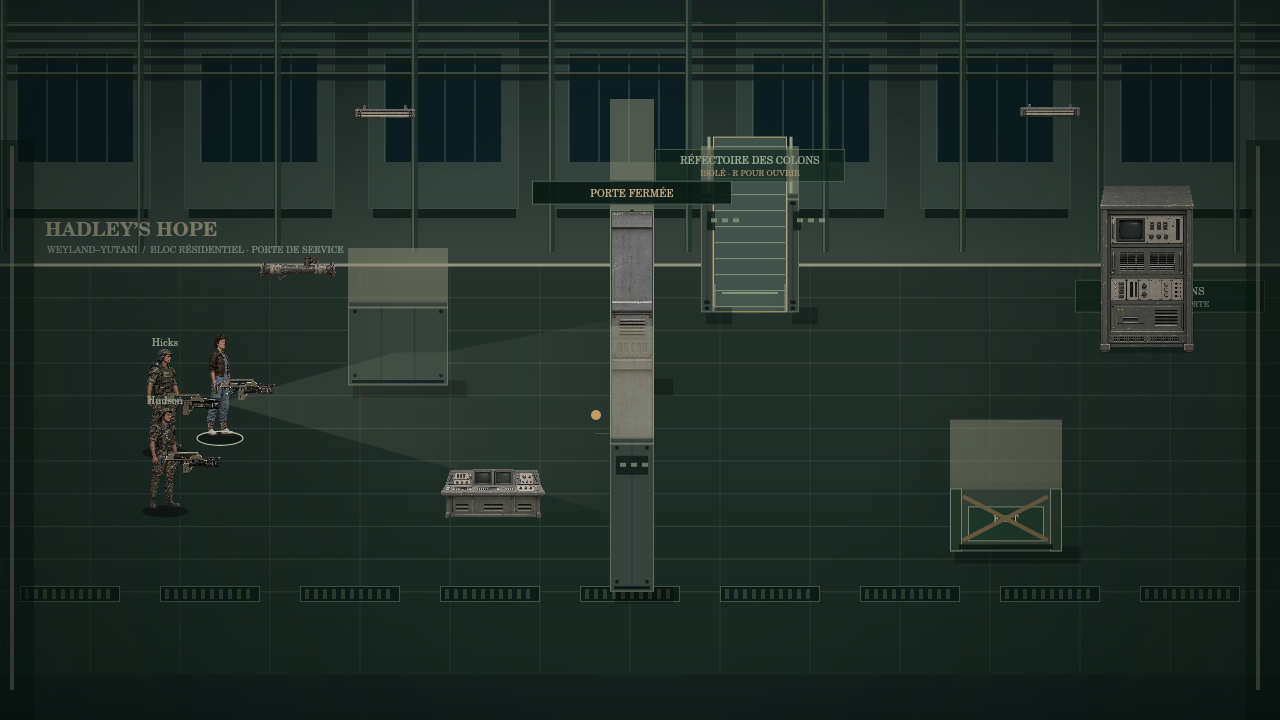 RÉFECTOIRE DES COLONS
ISOLÉ - R POUR OUVRIR
PORTE FERMÉE
HADLEY'S HOPE
WEYLAND–YUTANI / BLOC RÉSIDENTIEL - PORTE DE SERVICE
Hicks
Hudson